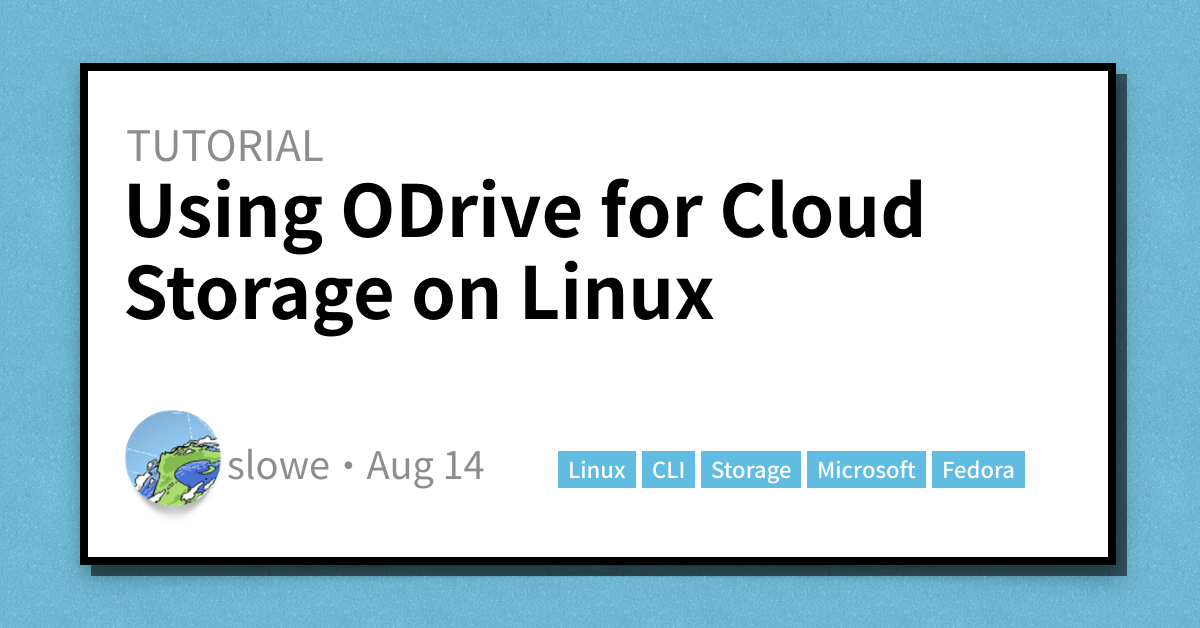 TUTORIAL
Using ODrive for Cloud
Storage on Linux
slowe • Aug 14
Linux CLI Storage Microsoft Fedora